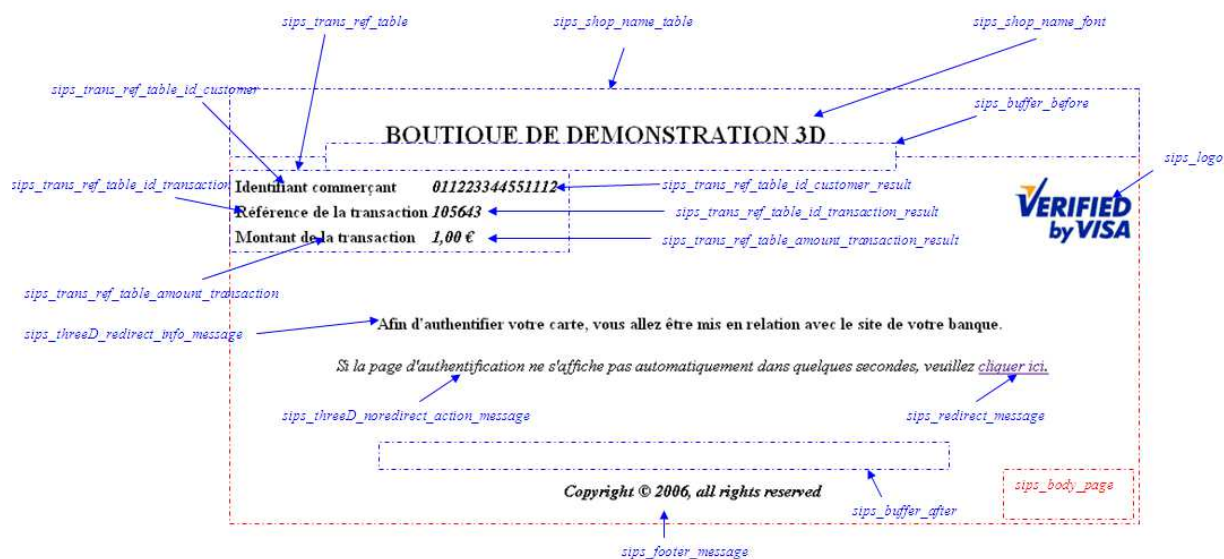 sips_trans_ref_table
sips_shop_name_table
sips_shop_name_font
sips_trans_ref_table_id_customer
sips_buffer_before
BOUTIQUE DE DEMONSTRATION 3D
sips_logo
sips_trans_ref_table_id_transaction
Identifiant commerçant 011223344551112
sips_trans_ref_table_id_customer_result
Référence de la transaction 105643
sips_trans_ref_table_id_transaction_result
Montant de la transaction 1,00 €
sips_trans_ref_table_amount_transaction_result
VERIFIED
by VISA
sips_trans_ref_table_amount_transaction
sips_threeD_redirect_info_message
Afin d'authentifier votre carte, vous allez être mis en relation avec le site de votre banque.
Si la page d'authentification ne s'affiche pas automatiquement dans quelques secondes, veuillez cliquer ici.
sips_threeD_noredirect_action_message
sips_redirect_message
sips_body_page
Copyright © 2006, all rights reserved
sips_buffer_after
sips_footer_message